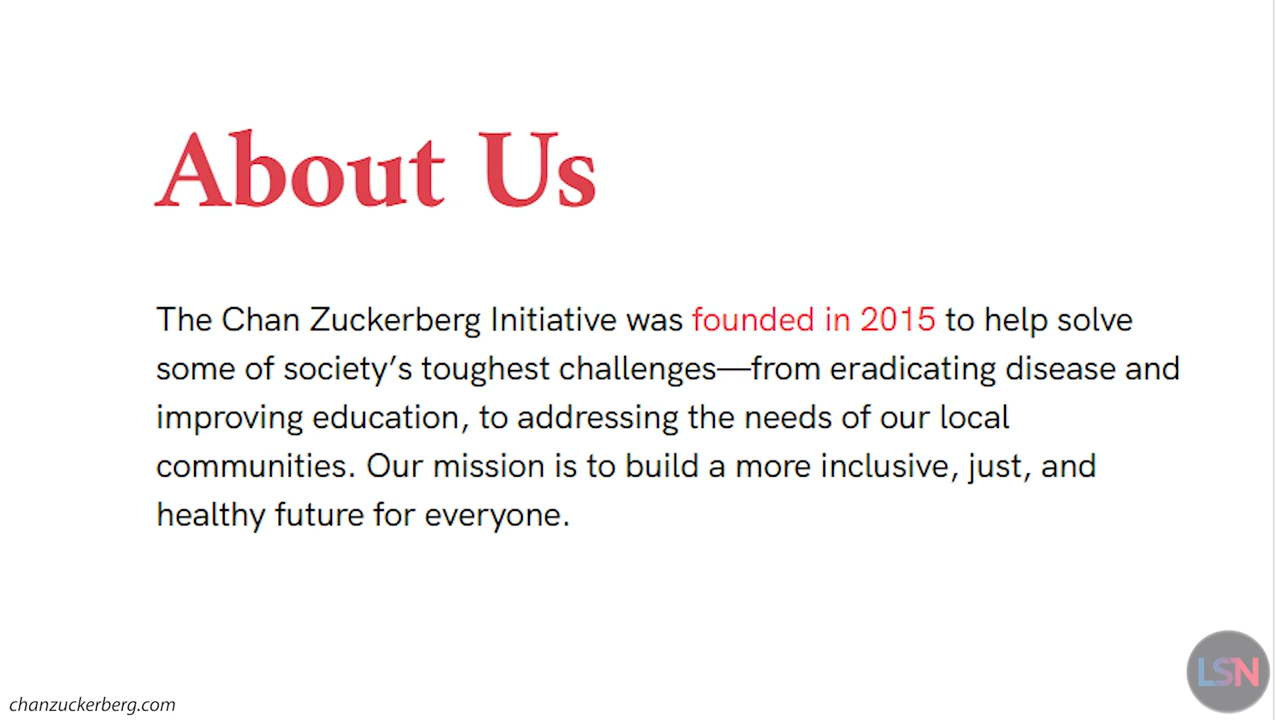 About Us
The Chan Zuckerberg Initiative was founded in 2015 to help solve
some of society’s toughest challenges—from eradicating disease and
improving education, to addressing the needs of our local
communities. Our mission is to build a more inclusive, just, and
healthy future for everyone.
LSN
chanzuckerberg.com